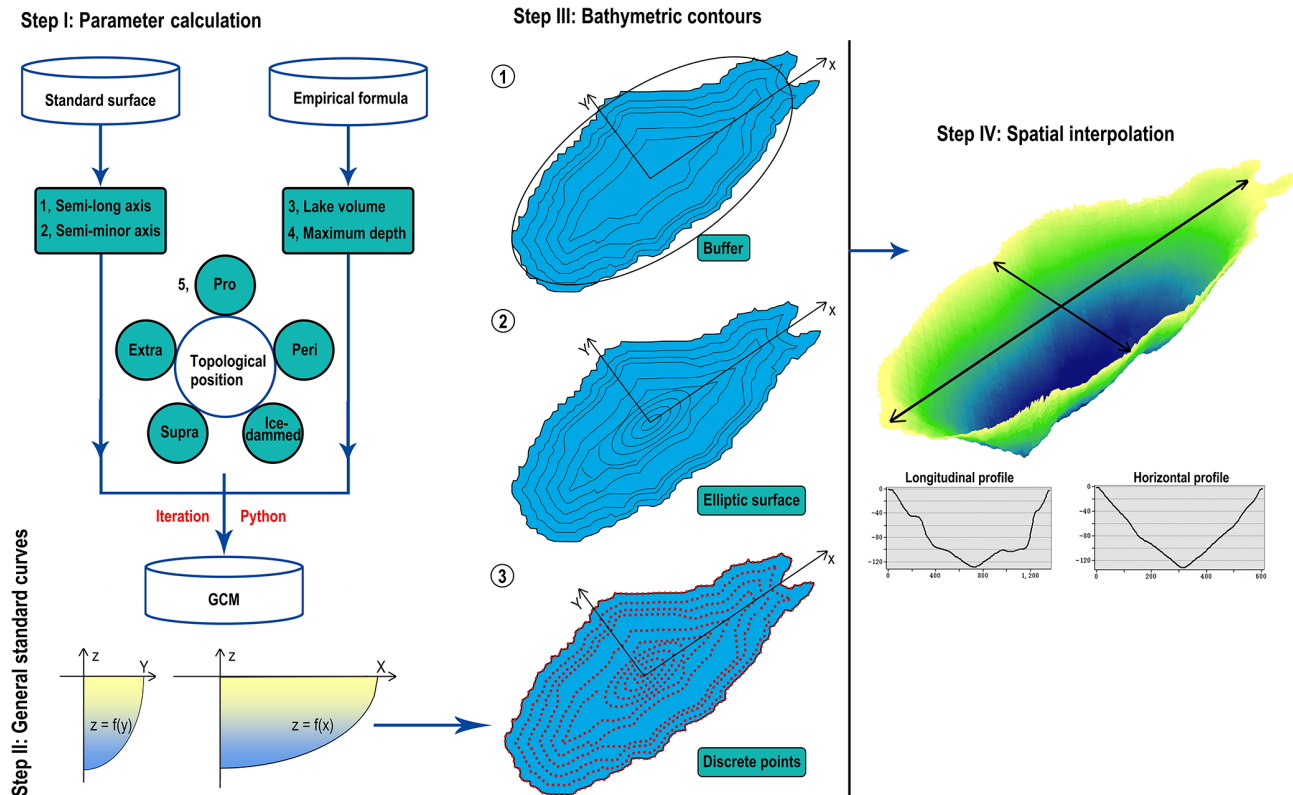 Step I: Parameter calculation
Standard surface
Empirical formula
1, Semi-long axis
2, Semi-minor axis
3, Lake volume
4, Maximum depth
5,
Pro
Extra
Topological
position
Peri
Supra
Ice-
dammed
Iteration
Python
GCM
Step II: General standard curves
z
Y
z = f(y)
z
X
z = f(x)
Step III: Bathymetric contours
1
X
Y
Buffer
2
X
Y
Elliptic surface
3
X
Y
Discrete points
Step IV: Spatial interpolation
Longitudinal profile
0
-40
-80
-120
0 400 800 1,200
Horizontal profile
0
-40
-80
-120
0 200 400 600